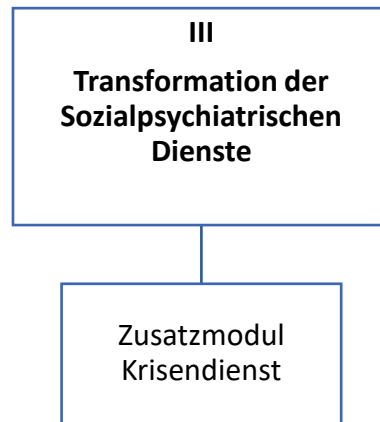 III
Transformation der
Sozialpsychiatrischen
Dienste
Zusatzmodul
Krisendienst